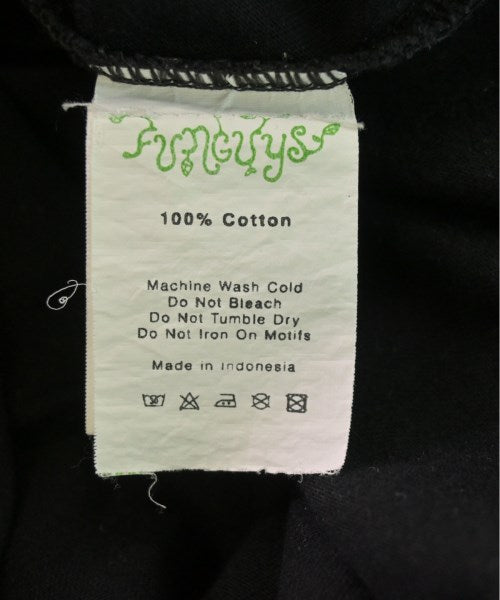 Funguys
100% Cotton
Machine Wash Cold
Do Not Bleach
Do Not Tumble Dry
Do Not Iron On Motifs
Made in Indonesia